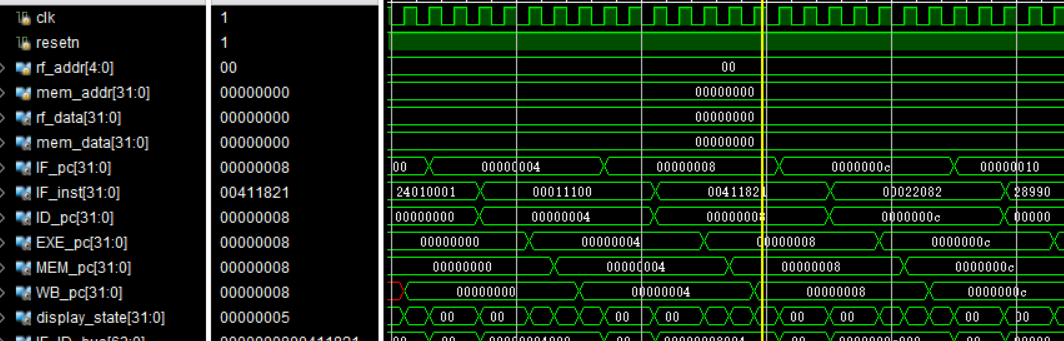 clk 1
resetn 1
rf_addr[4:0] 00 00
mem_addr[31:0] 00000000 00000000
rf_data[31:0] 00000000 00000000
mem_data[31:0] 00000000 00000000
IF_pc[31:0] 00000008 00 00000004 00000008 0000000c 00000010
IF_inst[31:0] 00411821 24010001 00011100 00411821 00022082 28990
ID_pc[31:0] 00000008 00000000 00000004 00000008 0000000c 00000
EXE_pc[31:0] 00000008 00000000 00000004 00000008 0000000c
MEM_pc[31:0] 00000008 00000000 00000004 00000008 0000000c
WB_pc[31:0] 00000008 00000000 00000004 00000008 0000000c
display_state[31:0] 00000005 00 00 00 00 00 00 00 00